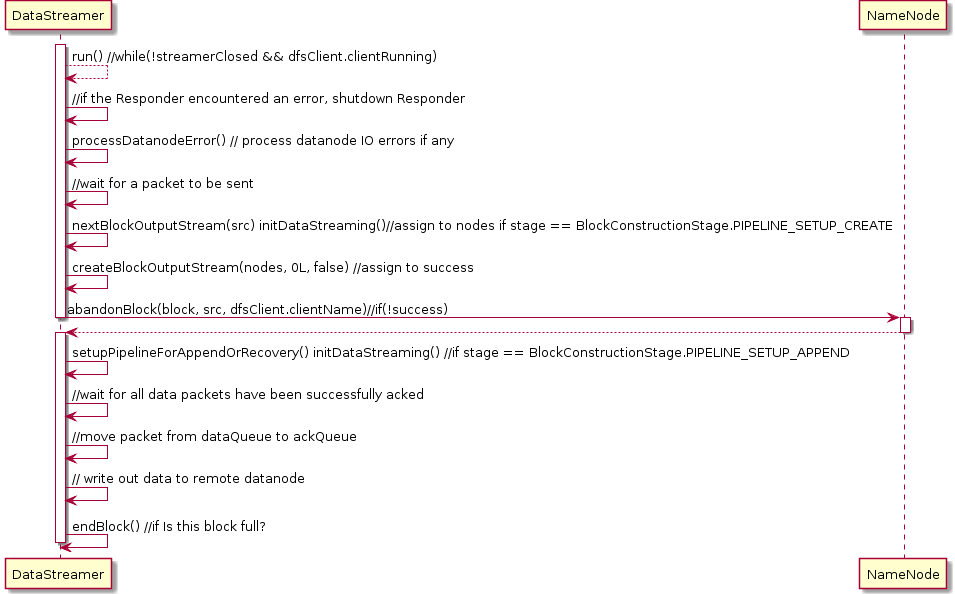 DataStreamer
NameNode
run() //while(!streamerClosed && dfsClient.clientRunning)
//if the Responder encountered an error, shutdown Responder
processDatanodeError() // process datanode IO errors if any
//wait for a packet to be sent
nextBlockOutputStream(src) initDataStreaming()//assign to nodes if stage == BlockConstructionStage.PIPELINE_SETUP_CREATE
createBlockOutputStream(nodes, 0L, false) //assign to success
abandonBlock(block, src, dfsClient.clientName)//if(!success)
setupPipelineForAppendOrRecovery() initDataStreaming() //if stage == BlockConstructionStage.PIPELINE_SETUP_APPEND
//wait for all data packets have been successfully acked
//move packet from dataQueue to ackQueue
// write out data to remote datanode
endBlock() //if Is this block full?
DataStreamer
NameNode